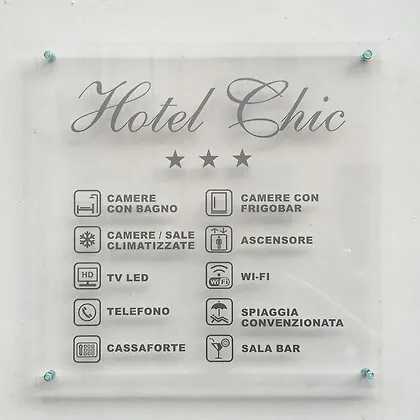 Hotel Chic
★ ★ ★
CAMERE
CON BAGNO
CAMERE / SALE
CLIMATIZZATE
HD
TV LED
TELEFONO
CASSAFORTE
CAMERE CON
FRIGOBAR
ASCENSORE
WiFi
WI-FI
SPIAGGIA
CONVENZIONATA
SALA BAR